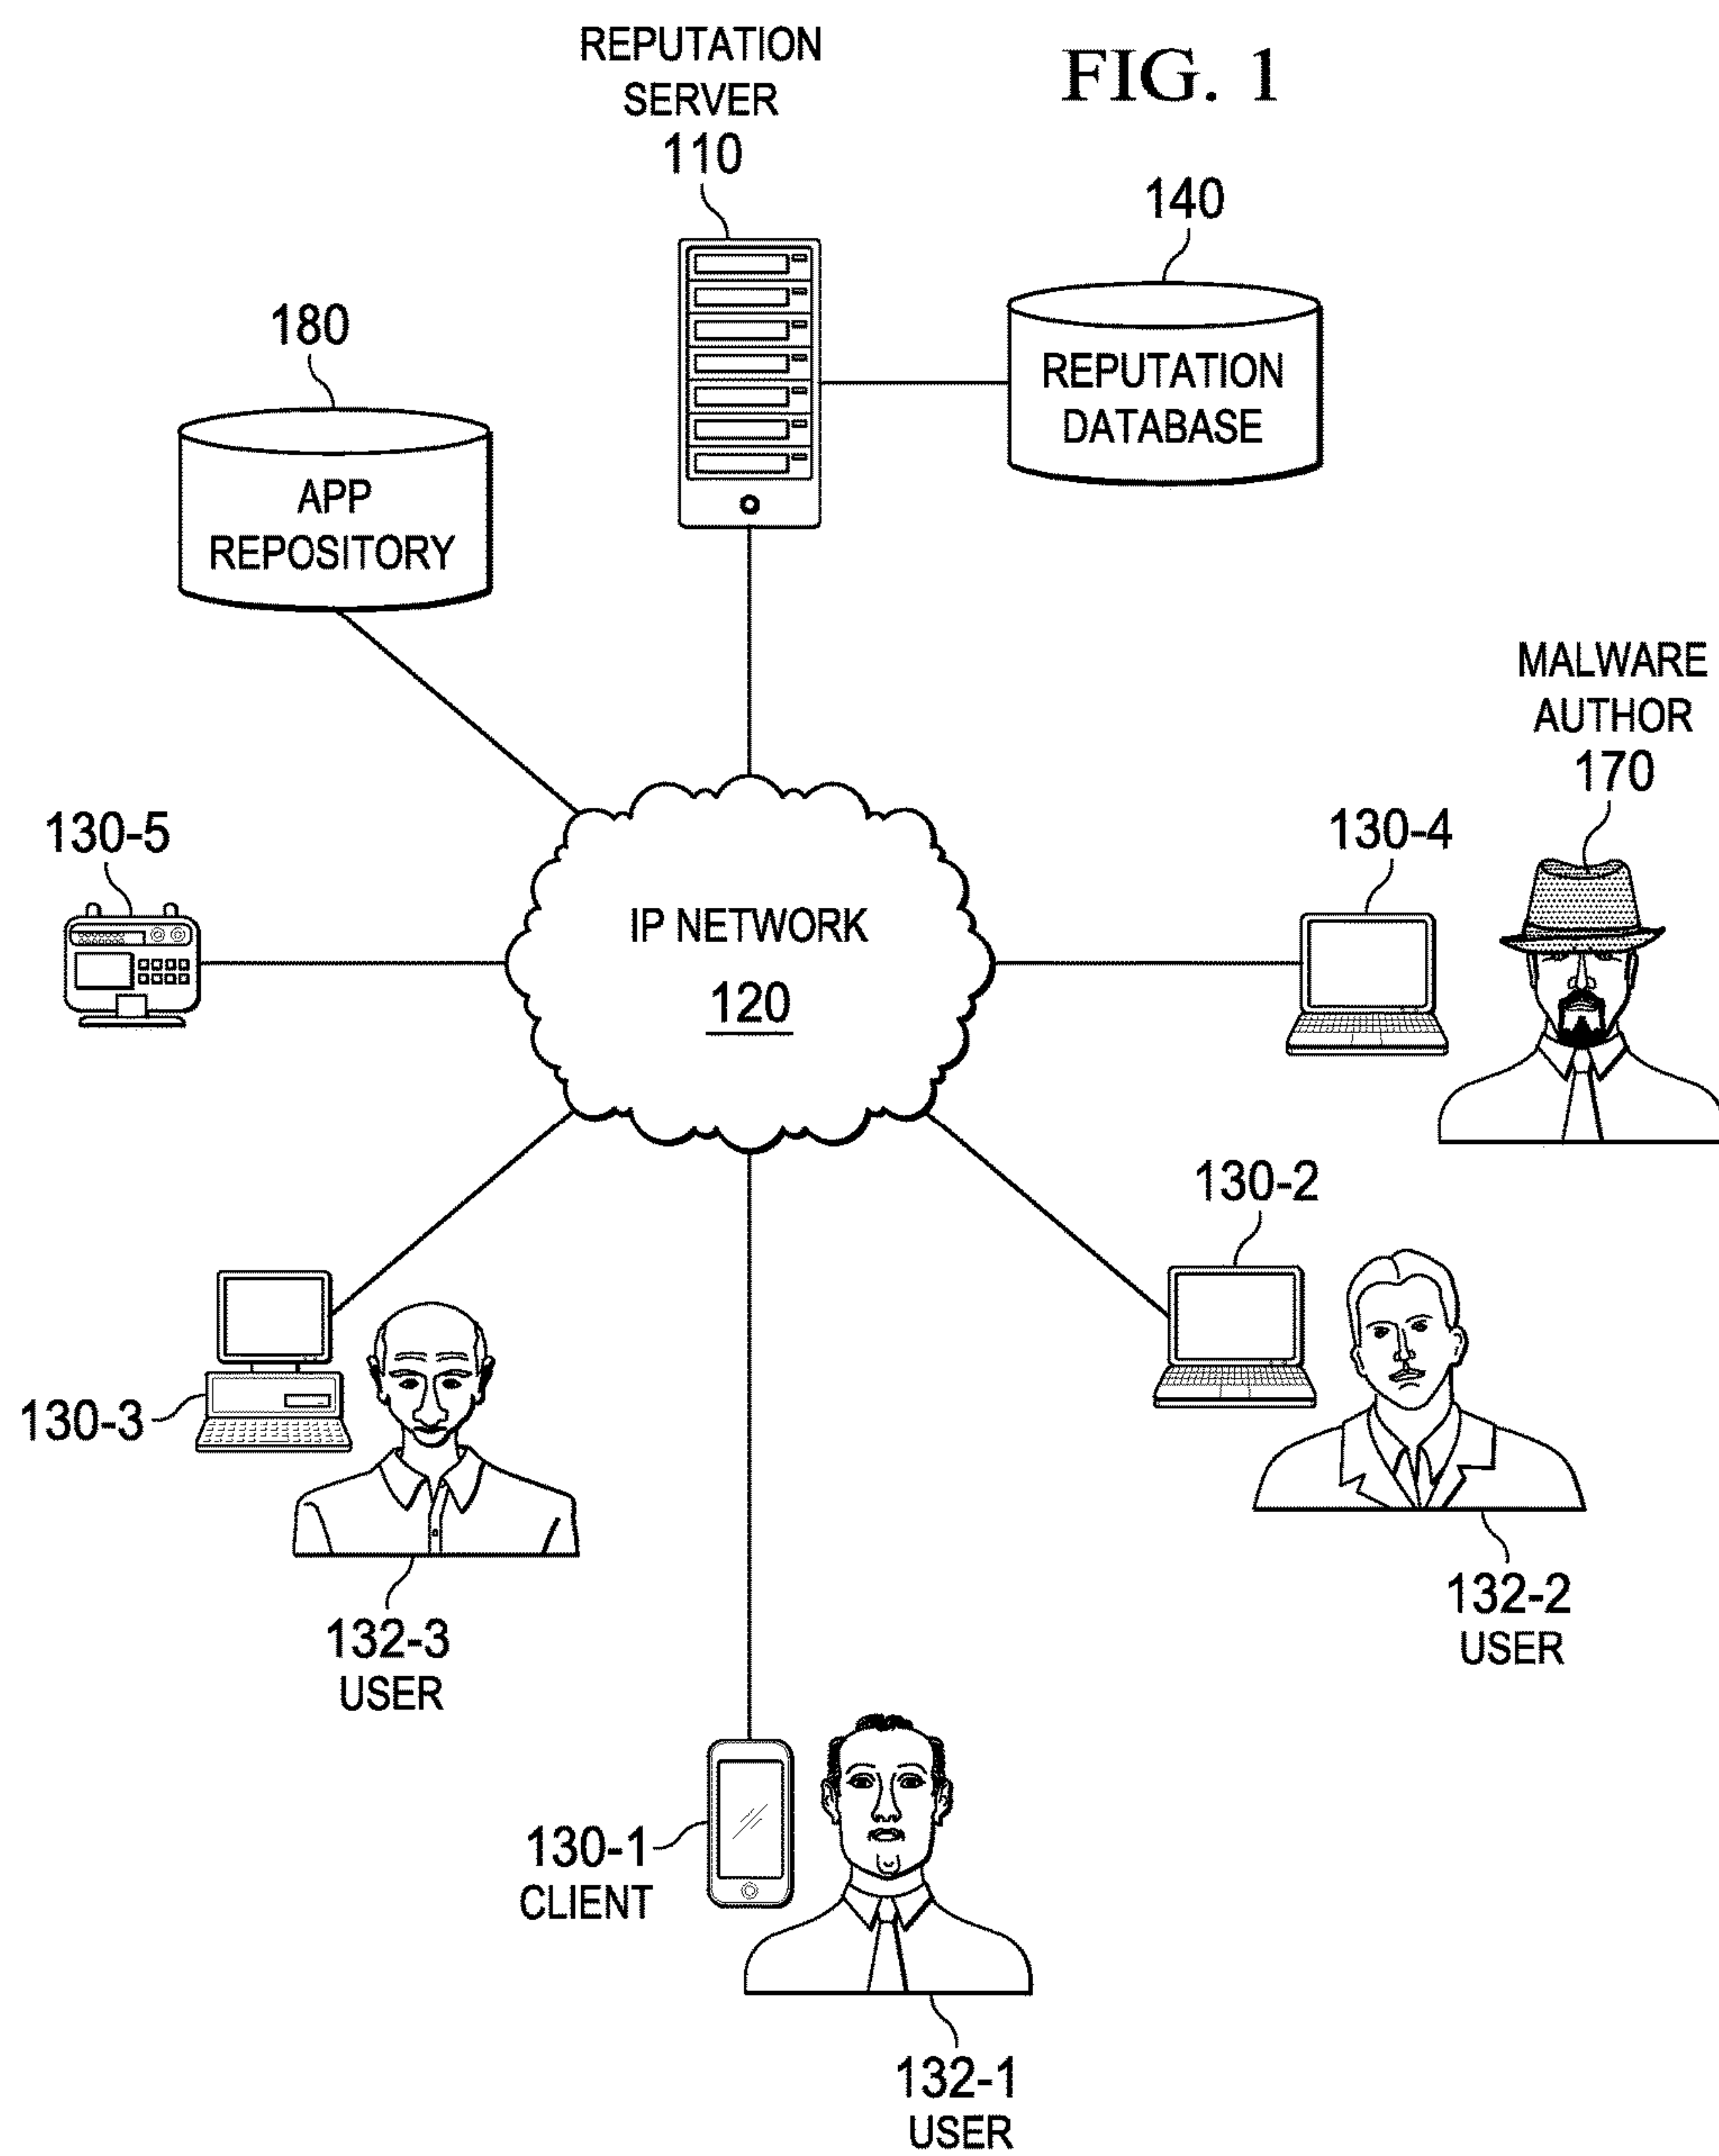 REPUTATION
SERVER
110
FIG. 1
140
REPUTATION
DATABASE
180
APP
REPOSITORY
MALWARE
AUTHOR
170
130-5
130-4
IP NETWORK
120
130-2
130-3
132-2
USER
132-3
USER
130-1
CLIENT
132-1
USER